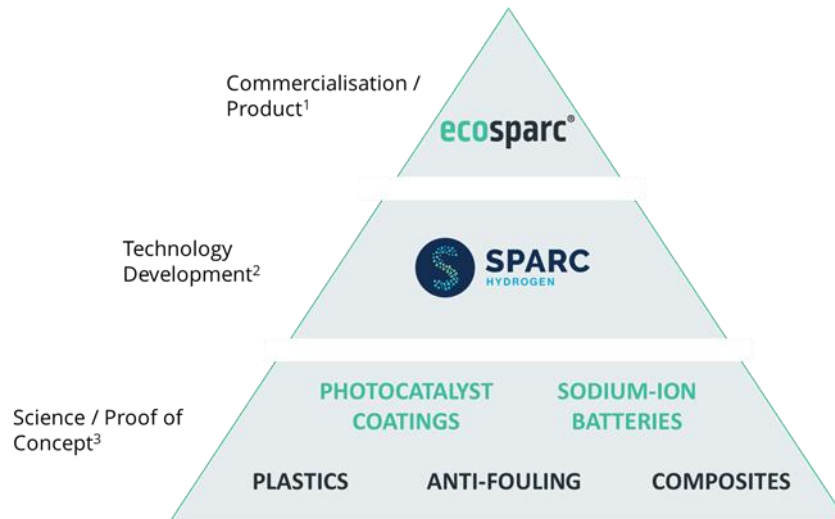 Commercialisation /
Product¹
ecosparc®
Technology
Development²
SPARC
HYDROGEN
Science / Proof of
Concept³
PHOTOCATALYST
COATINGS
SODIUM-ION
BATTERIES
PLASTICS
ANTI-FOULING
COMPOSITES